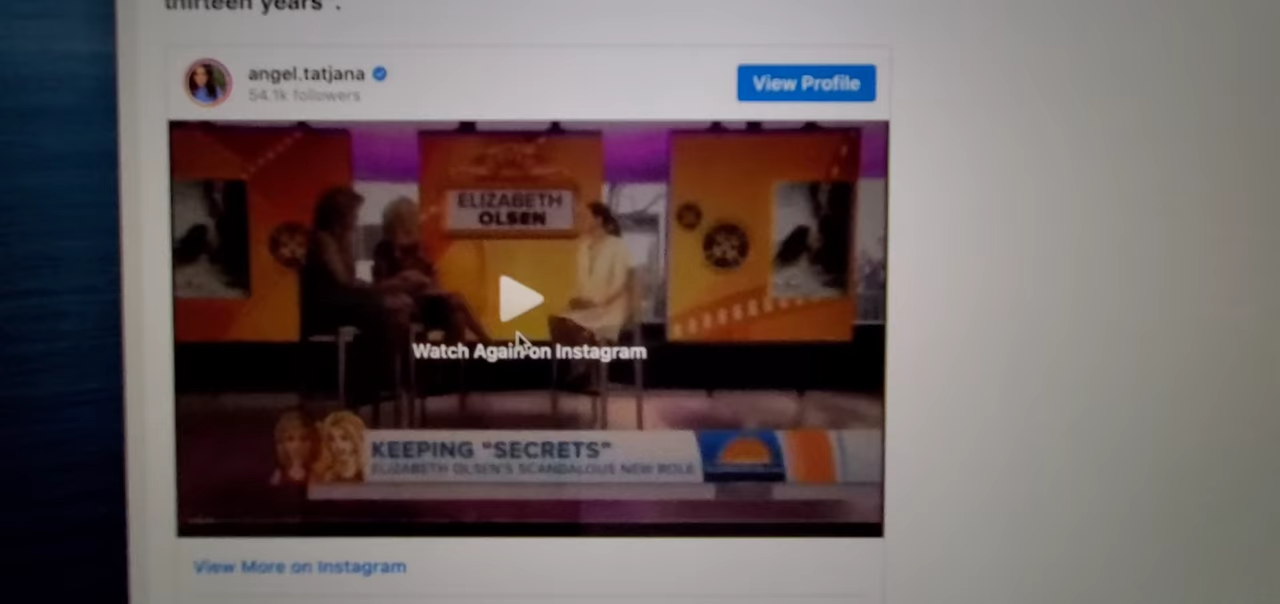 thirteen years".
angel.tatjana
54.1k followers
View Profile
ELIZABETH
OLSEN
Watch Again on Instagram
KEEPING "SECRETS"
ELIZABETH OLSEN'S SCANDALOUS NEW ROLE
View More on Instagram